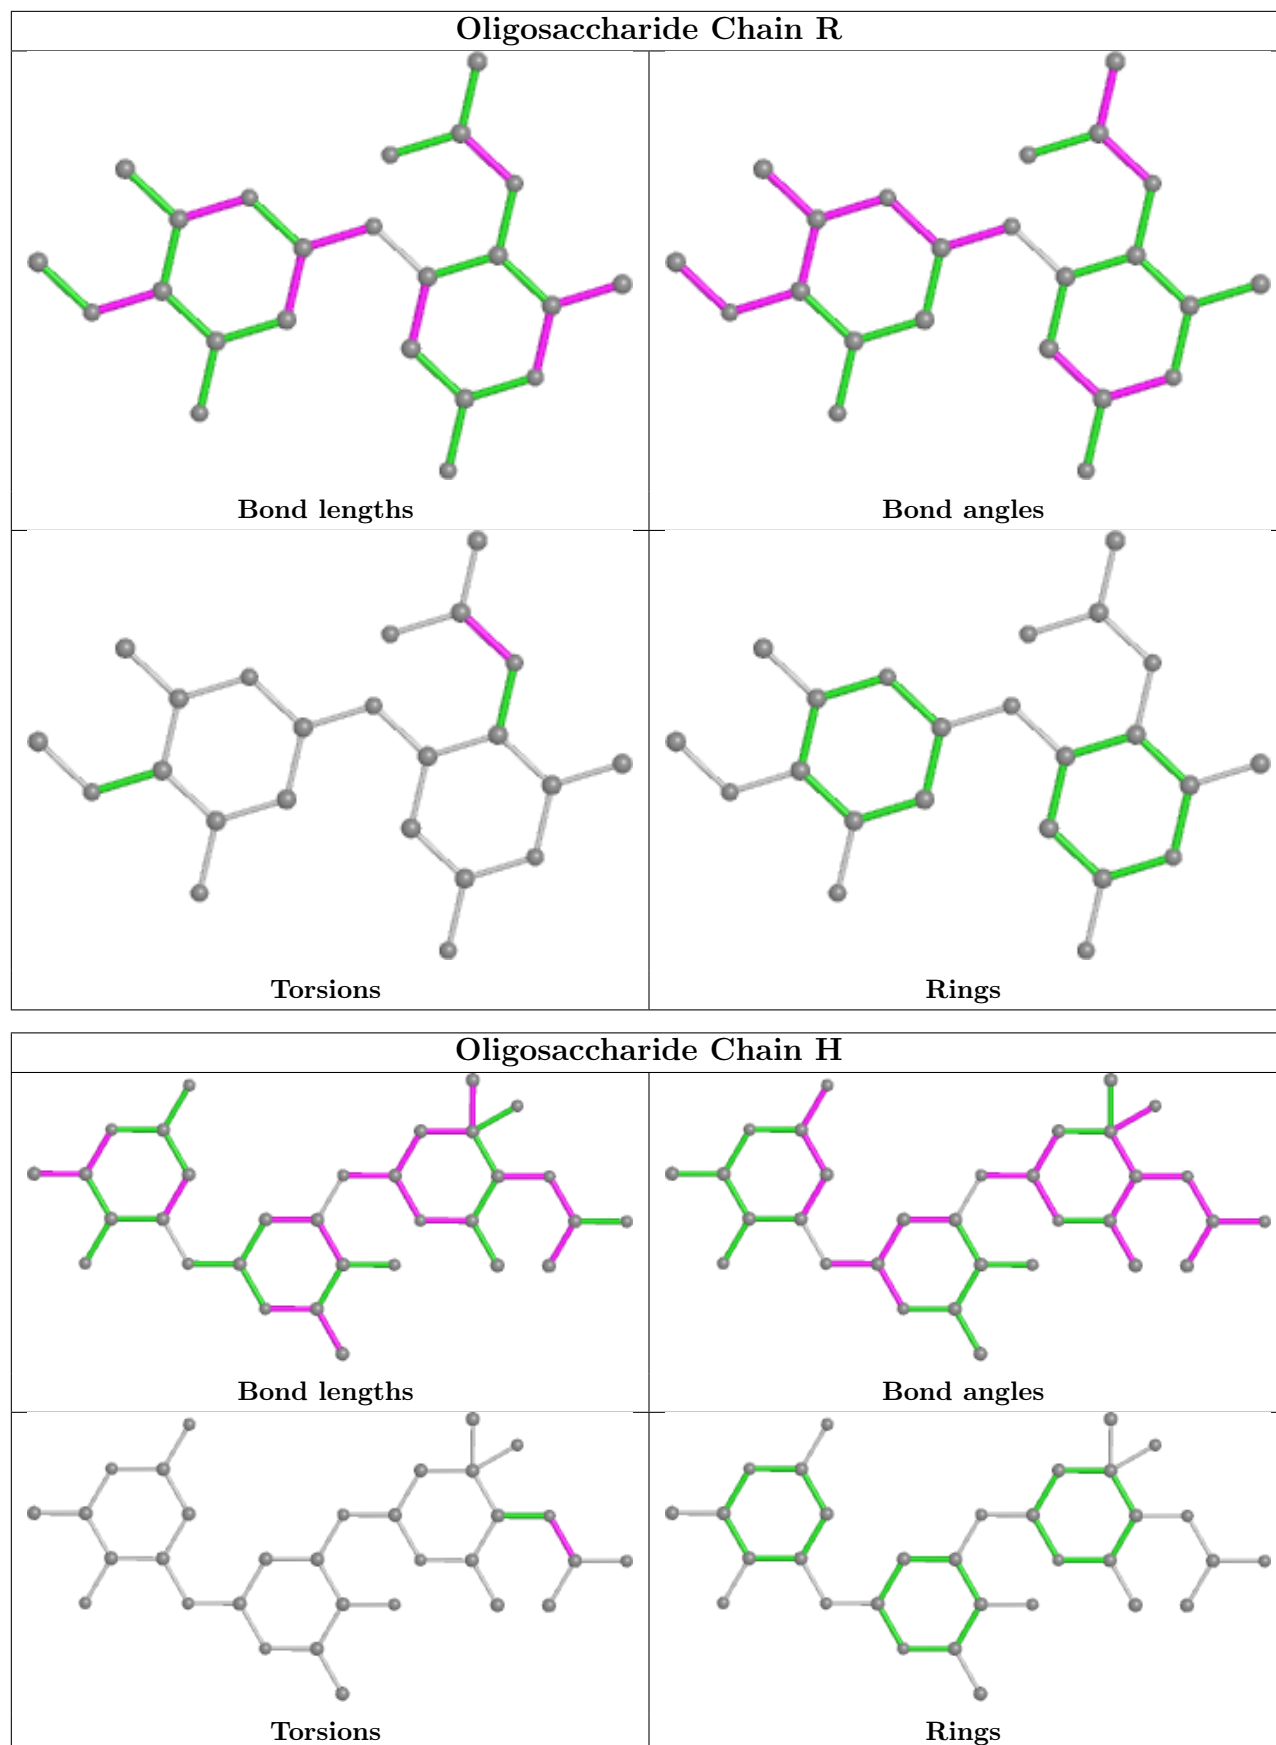 Oligosaccharide Chain R
Bond lengths
Bond angles
Torsions
Rings
Oligosaccharide Chain H
Bond lengths
Bond angles
Torsions
Rings